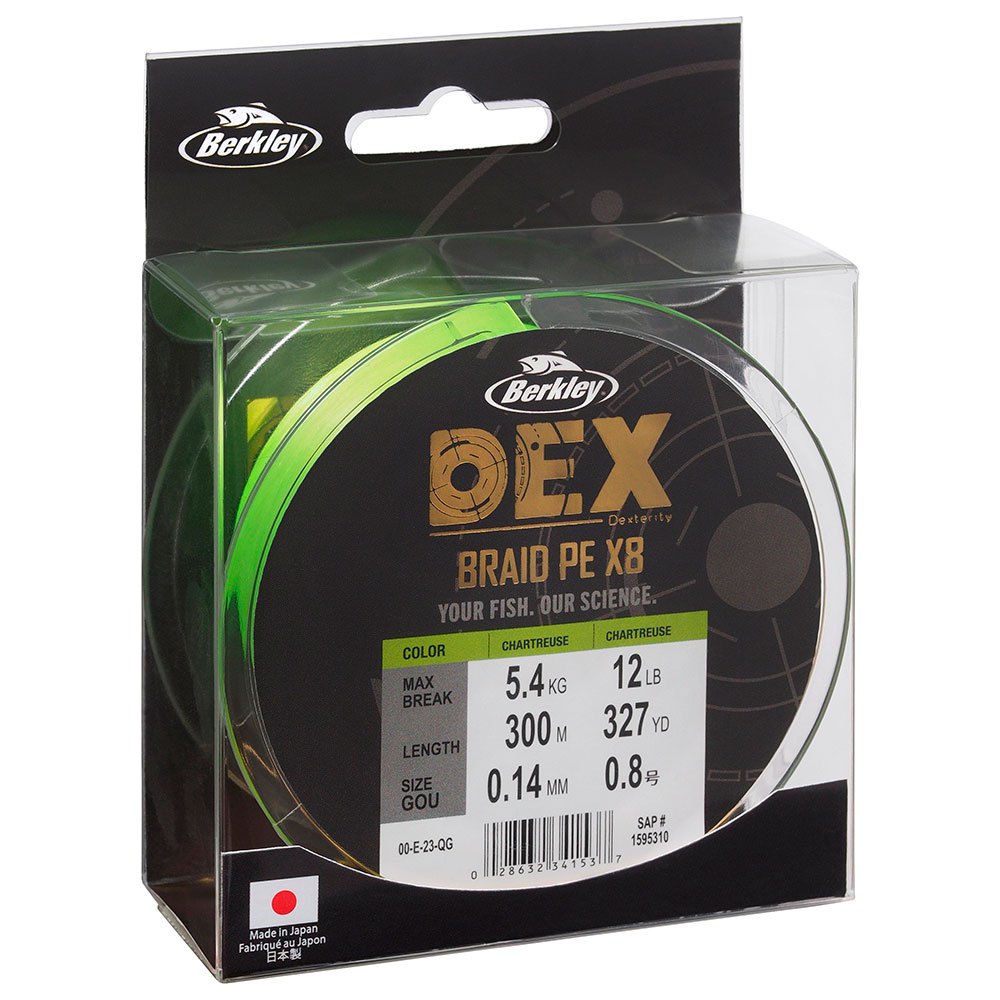 Berkley
Berkley
DEX
Dexterity
BRAID PE X8
YOUR FISH. OUR SCIENCE.
COLOR CHARTREUSE CHARTREUSE
MAX BREAK 5.4 KG 12 LB
LENGTH 300 M 327 YD
SIZE GOU 0.14 MM 0.8 号
00-E-23-QG
SAP #
1595310
0 28632 34153 7
Made in Japan
Fabriqué au Japon
日本製